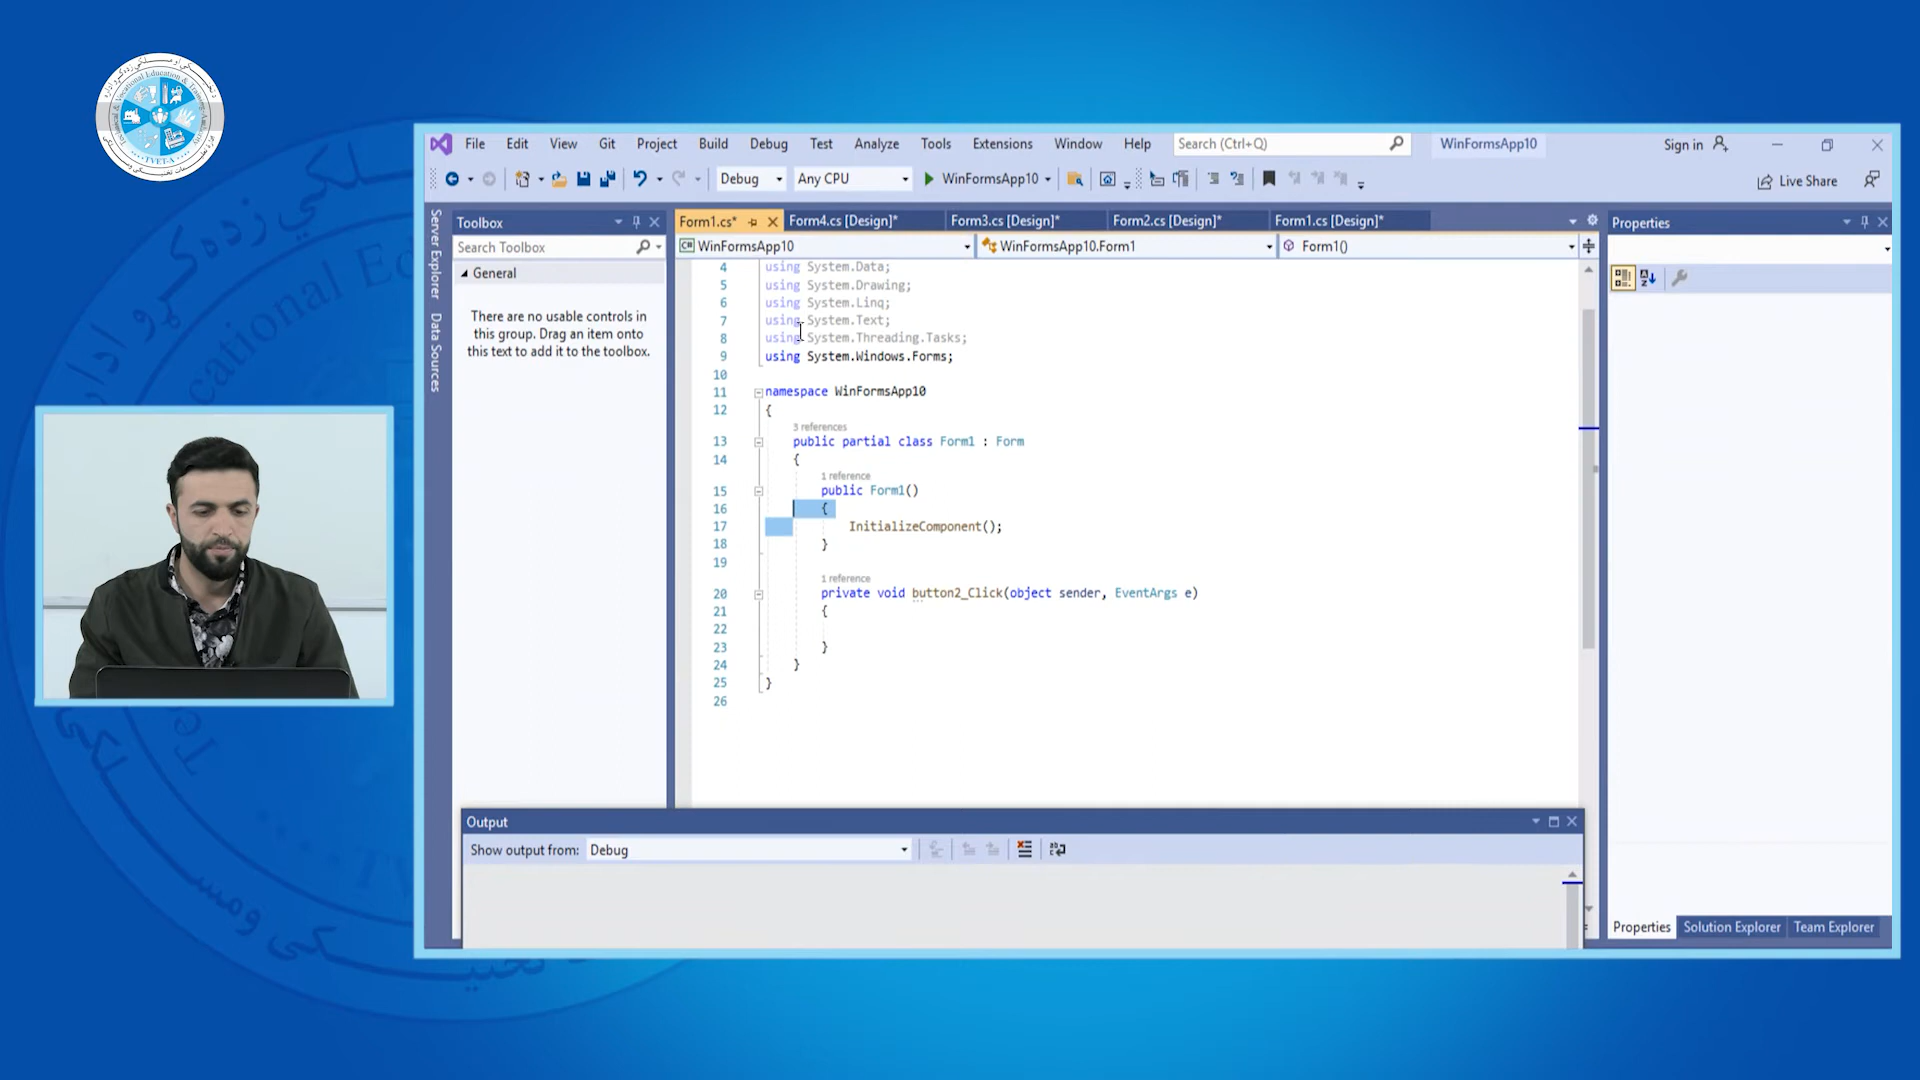 Technical & Vocational Education & Training Authority
TVET-A
File Edit View Git Project Build Debug Test Analyze Tools Extensions Window Help Search (Ctrl+Q) WinFormsApp10 Sign in
Debug Any CPU WinFormsApp10 Live Share
Server Explorer
Data Sources
Toolbox
Search Toolbox
General
There are no usable controls in
this group. Drag an item onto
this text to add it to the toolbox.
Form1.cs* Form4.cs [Design]* Form3.cs [Design]* Form2.cs [Design]* Form1.cs [Design]*
WinFormsApp10 WinFormsApp10.Form1 Form1()
4 using System.Data;
5 using System.Drawing;
6 using System.Linq;
7 using System.Text;
8 using System.Threading.Tasks;
9 using System.Windows.Forms;
10
11 namespace WinFormsApp10
12 {
3 references
13 public partial class Form1 : Form
14 {
1 reference
15 public Form1()
16 {
17 InitializeComponent();
18 }
19
1 reference
20 private void button2_Click(object sender, EventArgs e)
21 {
22
23 }
24 }
25 }
26
Output
Show output from: Debug
Properties
Properties Solution Explorer Team Explorer